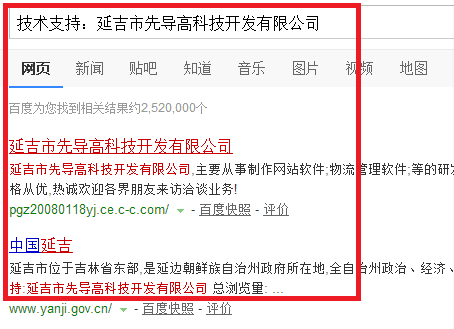 技术支持：延吉市先导高科技开发有限公司
网页 新闻 贴吧 知道 音乐 图片 视频 地图
百度为您找到相关结果约2,520,000个
延吉市先导高科技开发有限公司
延吉市先导高科技开发有限公司,主要从事制作网站软件;物流管理软件;等的研发
格从优,热诚欢迎各界朋友来访洽谈业务!
pgz20080118yj.ce.c-c.com/ - 百度快照 - 评价
中国延吉
延吉市位于吉林省东部,是延边朝鲜族自治州政府所在地,全自治州政治、经济、
持:延吉市先导高科技开发有限公司 总浏览量: ...
www.yanji.gov.cn/ - 百度快照 - 评价